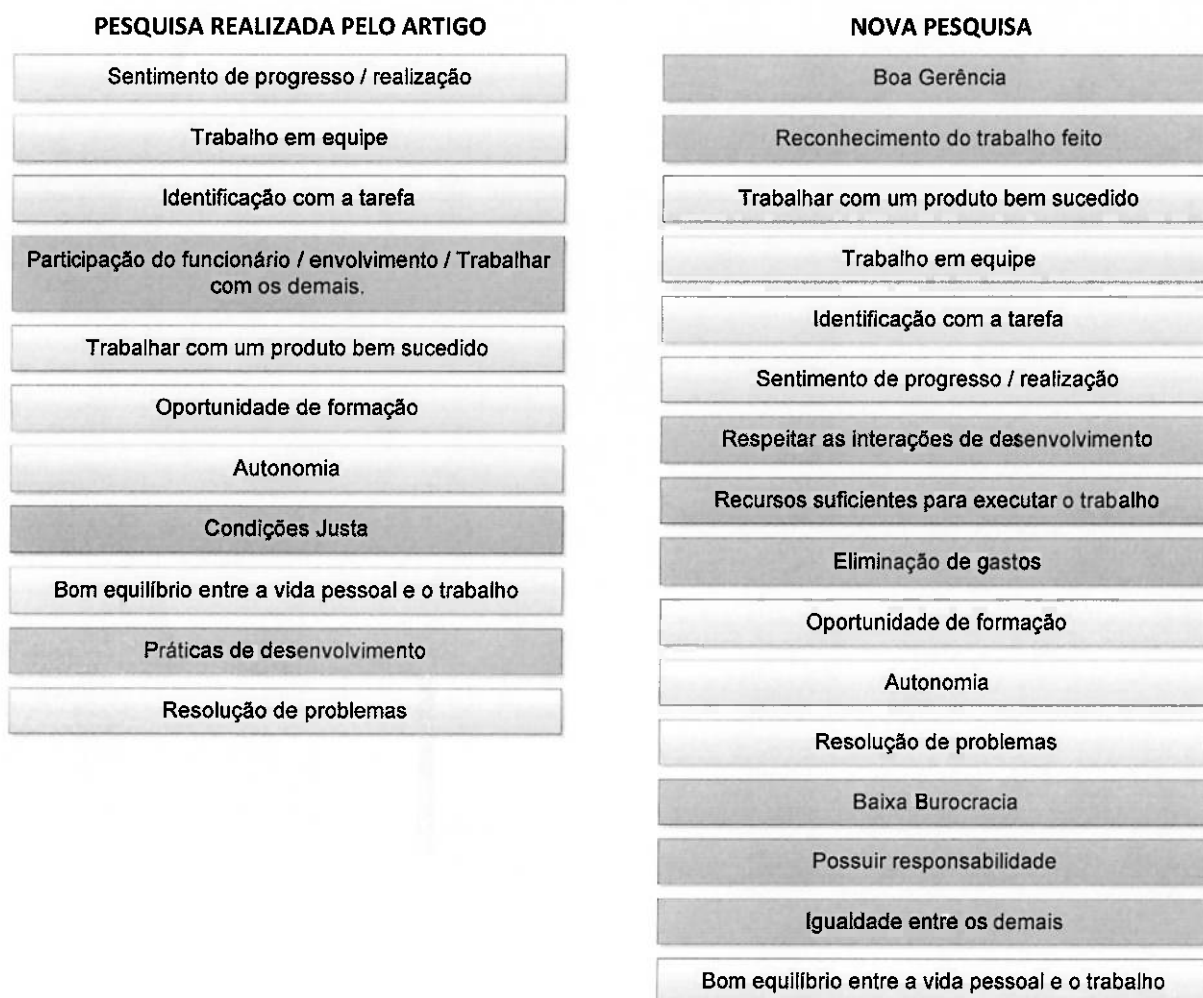 PESQUISA REALIZADA PELO ARTIGO
Sentimento de progresso / realização
Trabalho em equipe
Identificação com a tarefa
Participação do funcionário / envolvimento / Trabalhar
com os demais.
Trabalhar com um produto bem sucedido
Oportunidade de formação
Autonomia
Condições Justa
Bom equilíbrio entre a vida pessoal e o trabalho
Práticas de desenvolvimento
Resolução de problemas
NOVA PESQUISA
Boa Gerência
Reconhecimento do trabalho feito
Trabalhar com um produto bem sucedido
Trabalho em equipe
Identificação com a tarefa
Sentimento de progresso / realização
Respeitar as interações de desenvolvimento
Recursos suficientes para executar o trabalho
Eliminação de gastos
Oportunidade de formação
Autonomia
Resolução de problemas
Baixa Burocracia
Possuir responsabilidade
Igualdade entre os demais
Bom equilíbrio entre a vida pessoal e o trabalho